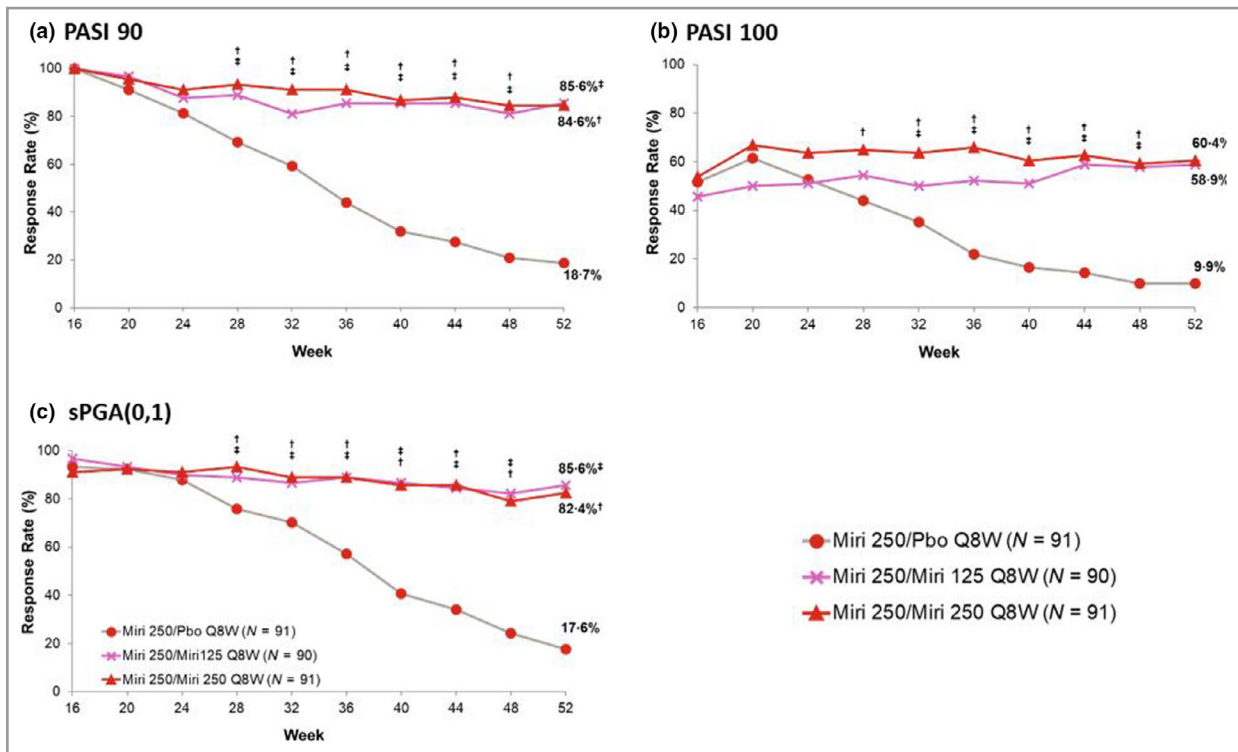 (a) PASI 90
Response Rate (%)
100
80
60
40
20
0
† † † † † †
‡ ‡ ‡ ‡ ‡ ‡
85·6%‡
84·6%†
18·7%
16 20 24 28 32 36 40 44 48 52
Week
(b) PASI 100
Response Rate (%)
100
80
60
40
20
0
† † † † † †
‡ ‡ ‡ ‡ ‡
60·4%
58·9%
9·9%
16 20 24 28 32 36 40 44 48 52
Week
(c) sPGA(0,1)
Response Rate (%)
100
80
60
40
20
0
† † † ‡ † ‡
‡ ‡ ‡ † ‡ †
85·6%‡
82·4%†
17·6%
Miri 250/Pbo Q8W (N = 91)
Miri 250/Miri125 Q8W (N = 90)
Miri 250/Miri 250 Q8W (N = 91)
16 20 24 28 32 36 40 44 48 52
Week
Miri 250/Pbo Q8W (N = 91)
Miri 250/Miri 125 Q8W (N = 90)
Miri 250/Miri 250 Q8W (N = 91)